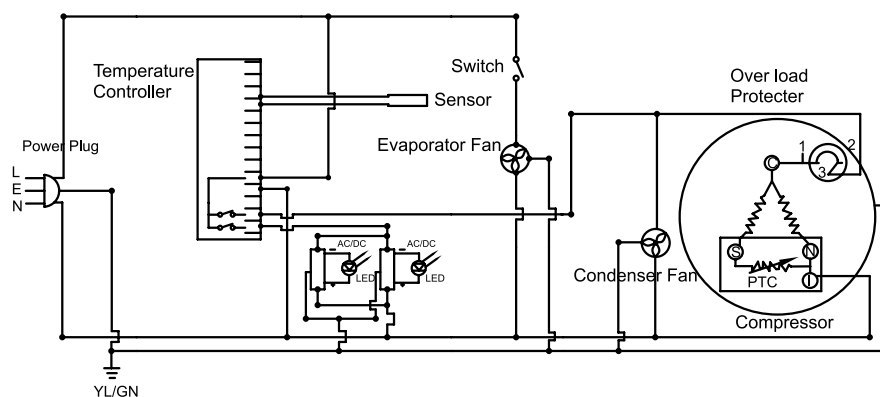 Temperature
Controller
Sensor
Switch
Evaporator Fan
Over load
Protecter
Power Plug
L
E
N
1
2
3
C
S
N
PTC
I
AC/DC
LED
AC/DC
LED
Condenser Fan
Compressor
YL/GN